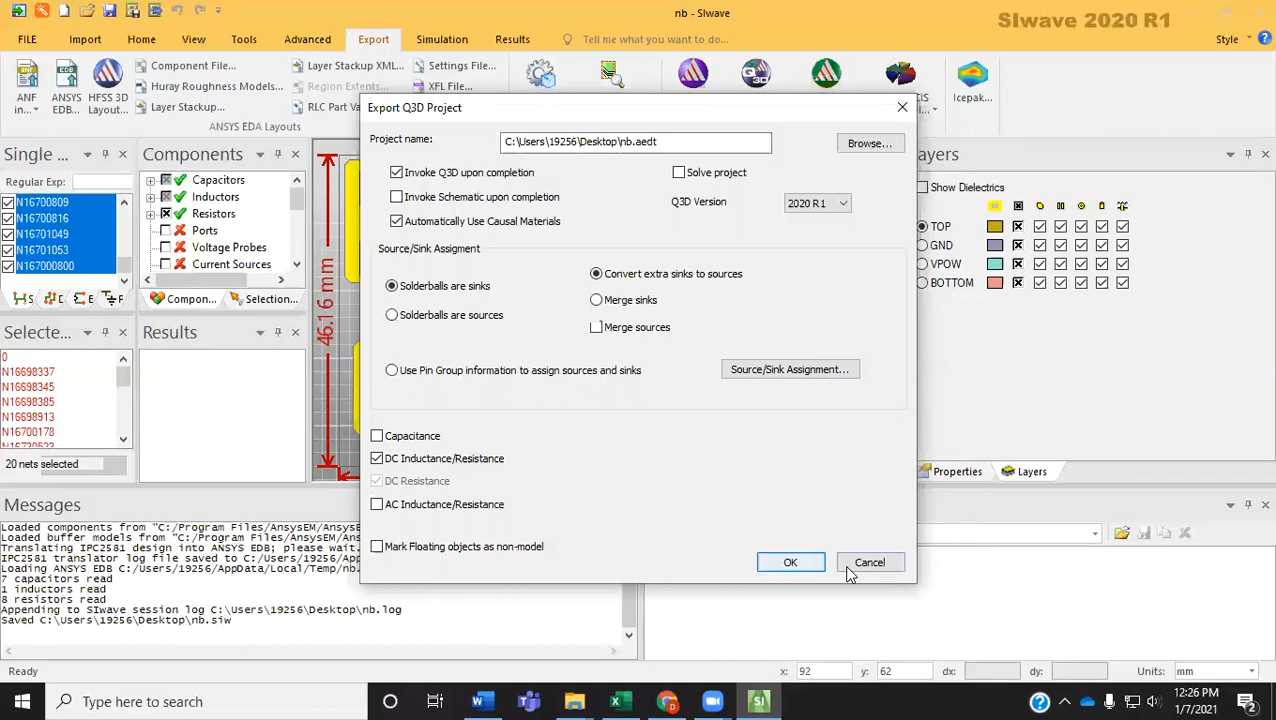 nb - SIwave
SIwave 2020 R1
FILE Import Home View Tools Advanced Export Simulation Results Tell me what you want to do... Style
ANF in...
ANSYS EDB...
HFSS 3D Layout
Component File...
Huray Roughness Models...
Layer Stackup...
Layer Stackup XML...
Region Extents...
RLC Part Va
Settings File...
XFL File...
Q3D
CIS
Icepak...
ANSYS EDA Layouts
Export Q3D Project
Project name: C:\Users\19256\Desktop\nb.aedt Browse...
Invoke Q3D upon completion Solve project
Invoke Schematic upon completion Q3D Version 2020 R1
Automatically Use Causal Materials
Source/Sink Assigment
Solderballs are sinks Convert extra sinks to sources
Solderballs are sources Merge sinks
Merge sources
Use Pin Group information to assign sources and sinks Source/Sink Assignment...
Capacitance
DC Inductance/Resistance
DC Resistance
AC Inductance/Resistance
Mark Floating objects as non-model
OK Cancel
Single
Regular Exp:
N16700809
N16700816
N16701049
N16701053
N167000800
Components
Capacitors
Inductors
Resistors
Ports
Voltage Probes
Current Sources
Compon...
Selection...
46.16 mm
Selecte...
0
N16698337
N16698345
N16698385
N16698913
N16700178
20 nets selected
Results
ayers
Show Dielectrics
TOP
GND
VPOW
BOTTOM
Properties Layers
Messages
Loaded components from "C:/Program Files/AnsysEM/AnsysE
Loaded buffer models from "C:/Program Files/AnsysEM/Ans
Translating IPC2581 design into ANSYS EDB; please wait.
IPC2581 translator log file saved to C:/Users/19256/App
Loading ANSYS EDB C:/Users/19256/AppData/Local/Temp/nb.
7 capacitors read
1 inductors read
8 resistors read
Appending to SIwave session log C:\Users\19256\Desktop\nb.log
Saved C:\Users\19256\Desktop\nb.siw
Ready x: 92 y: 62 dx: dy: Units: mm
Type here to search
12:26 PM
1/7/2021
2